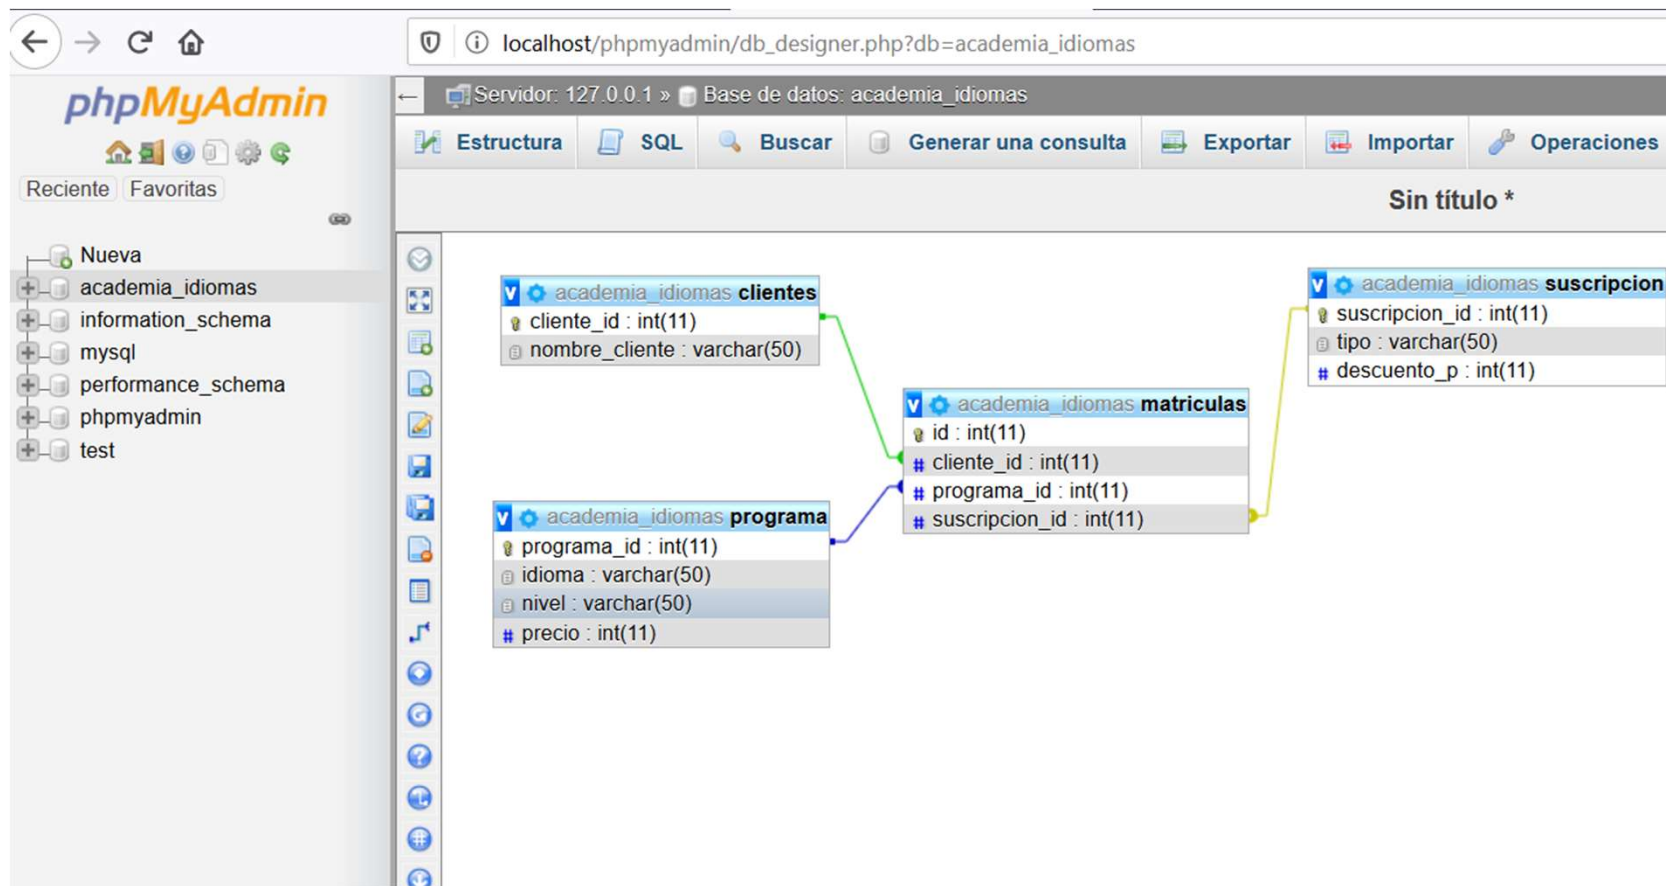 localhost/phpmyadmin/db_designer.php?db=academia_idiomas
phpMyAdmin
Reciente Favoritas
Nueva
academia_idiomas
information_schema
mysql
performance_schema
phpmyadmin
test
Servidor: 127.0.0.1 » Base de datos: academia_idiomas
Estructura SQL Buscar Generar una consulta Exportar Importar Operaciones
Sin título *
academia_idiomas clientes
cliente_id : int(11)
nombre_cliente : varchar(50)
academia_idiomas programa
programa_id : int(11)
idioma : varchar(50)
nivel : varchar(50)
precio : int(11)
academia_idiomas matriculas
id : int(11)
cliente_id : int(11)
programa_id : int(11)
suscripcion_id : int(11)
academia_idiomas suscripcion
suscripcion_id : int(11)
tipo : varchar(50)
descuento_p : int(11)